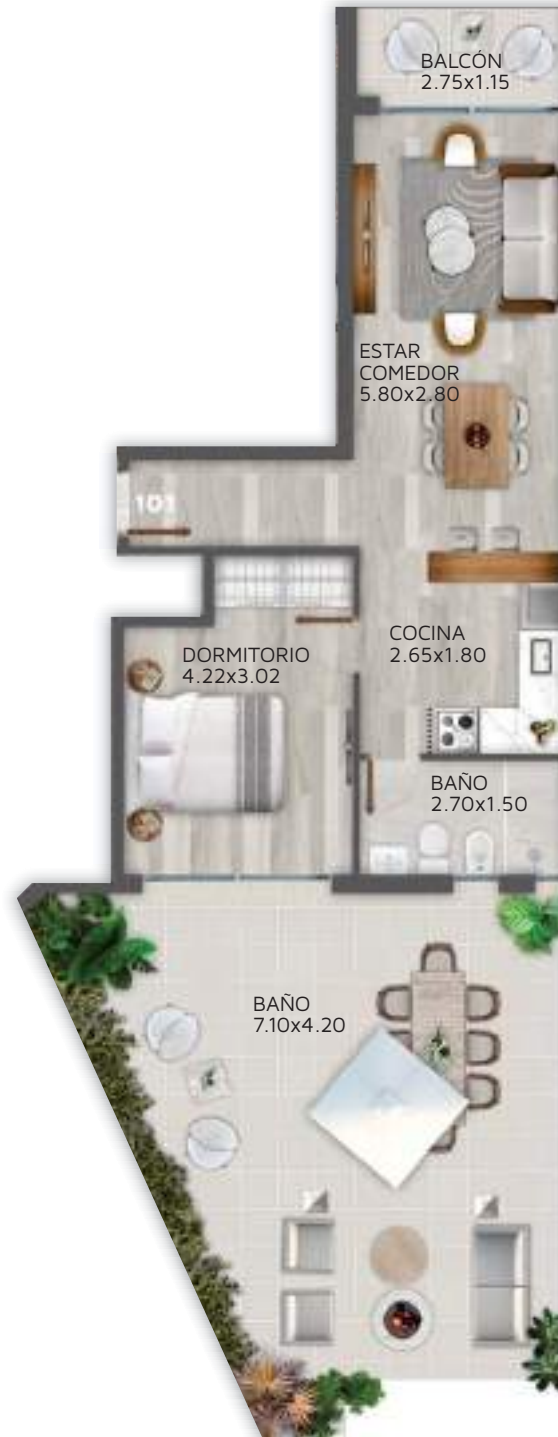 BALCÓN
2.75x1.15
ESTAR
COMEDOR
5.80x2.80
101
COCINA
2.65x1.80
DORMITORIO
4.22x3.02
BAÑO
2.70x1.50
BAÑO
7.10x4.20